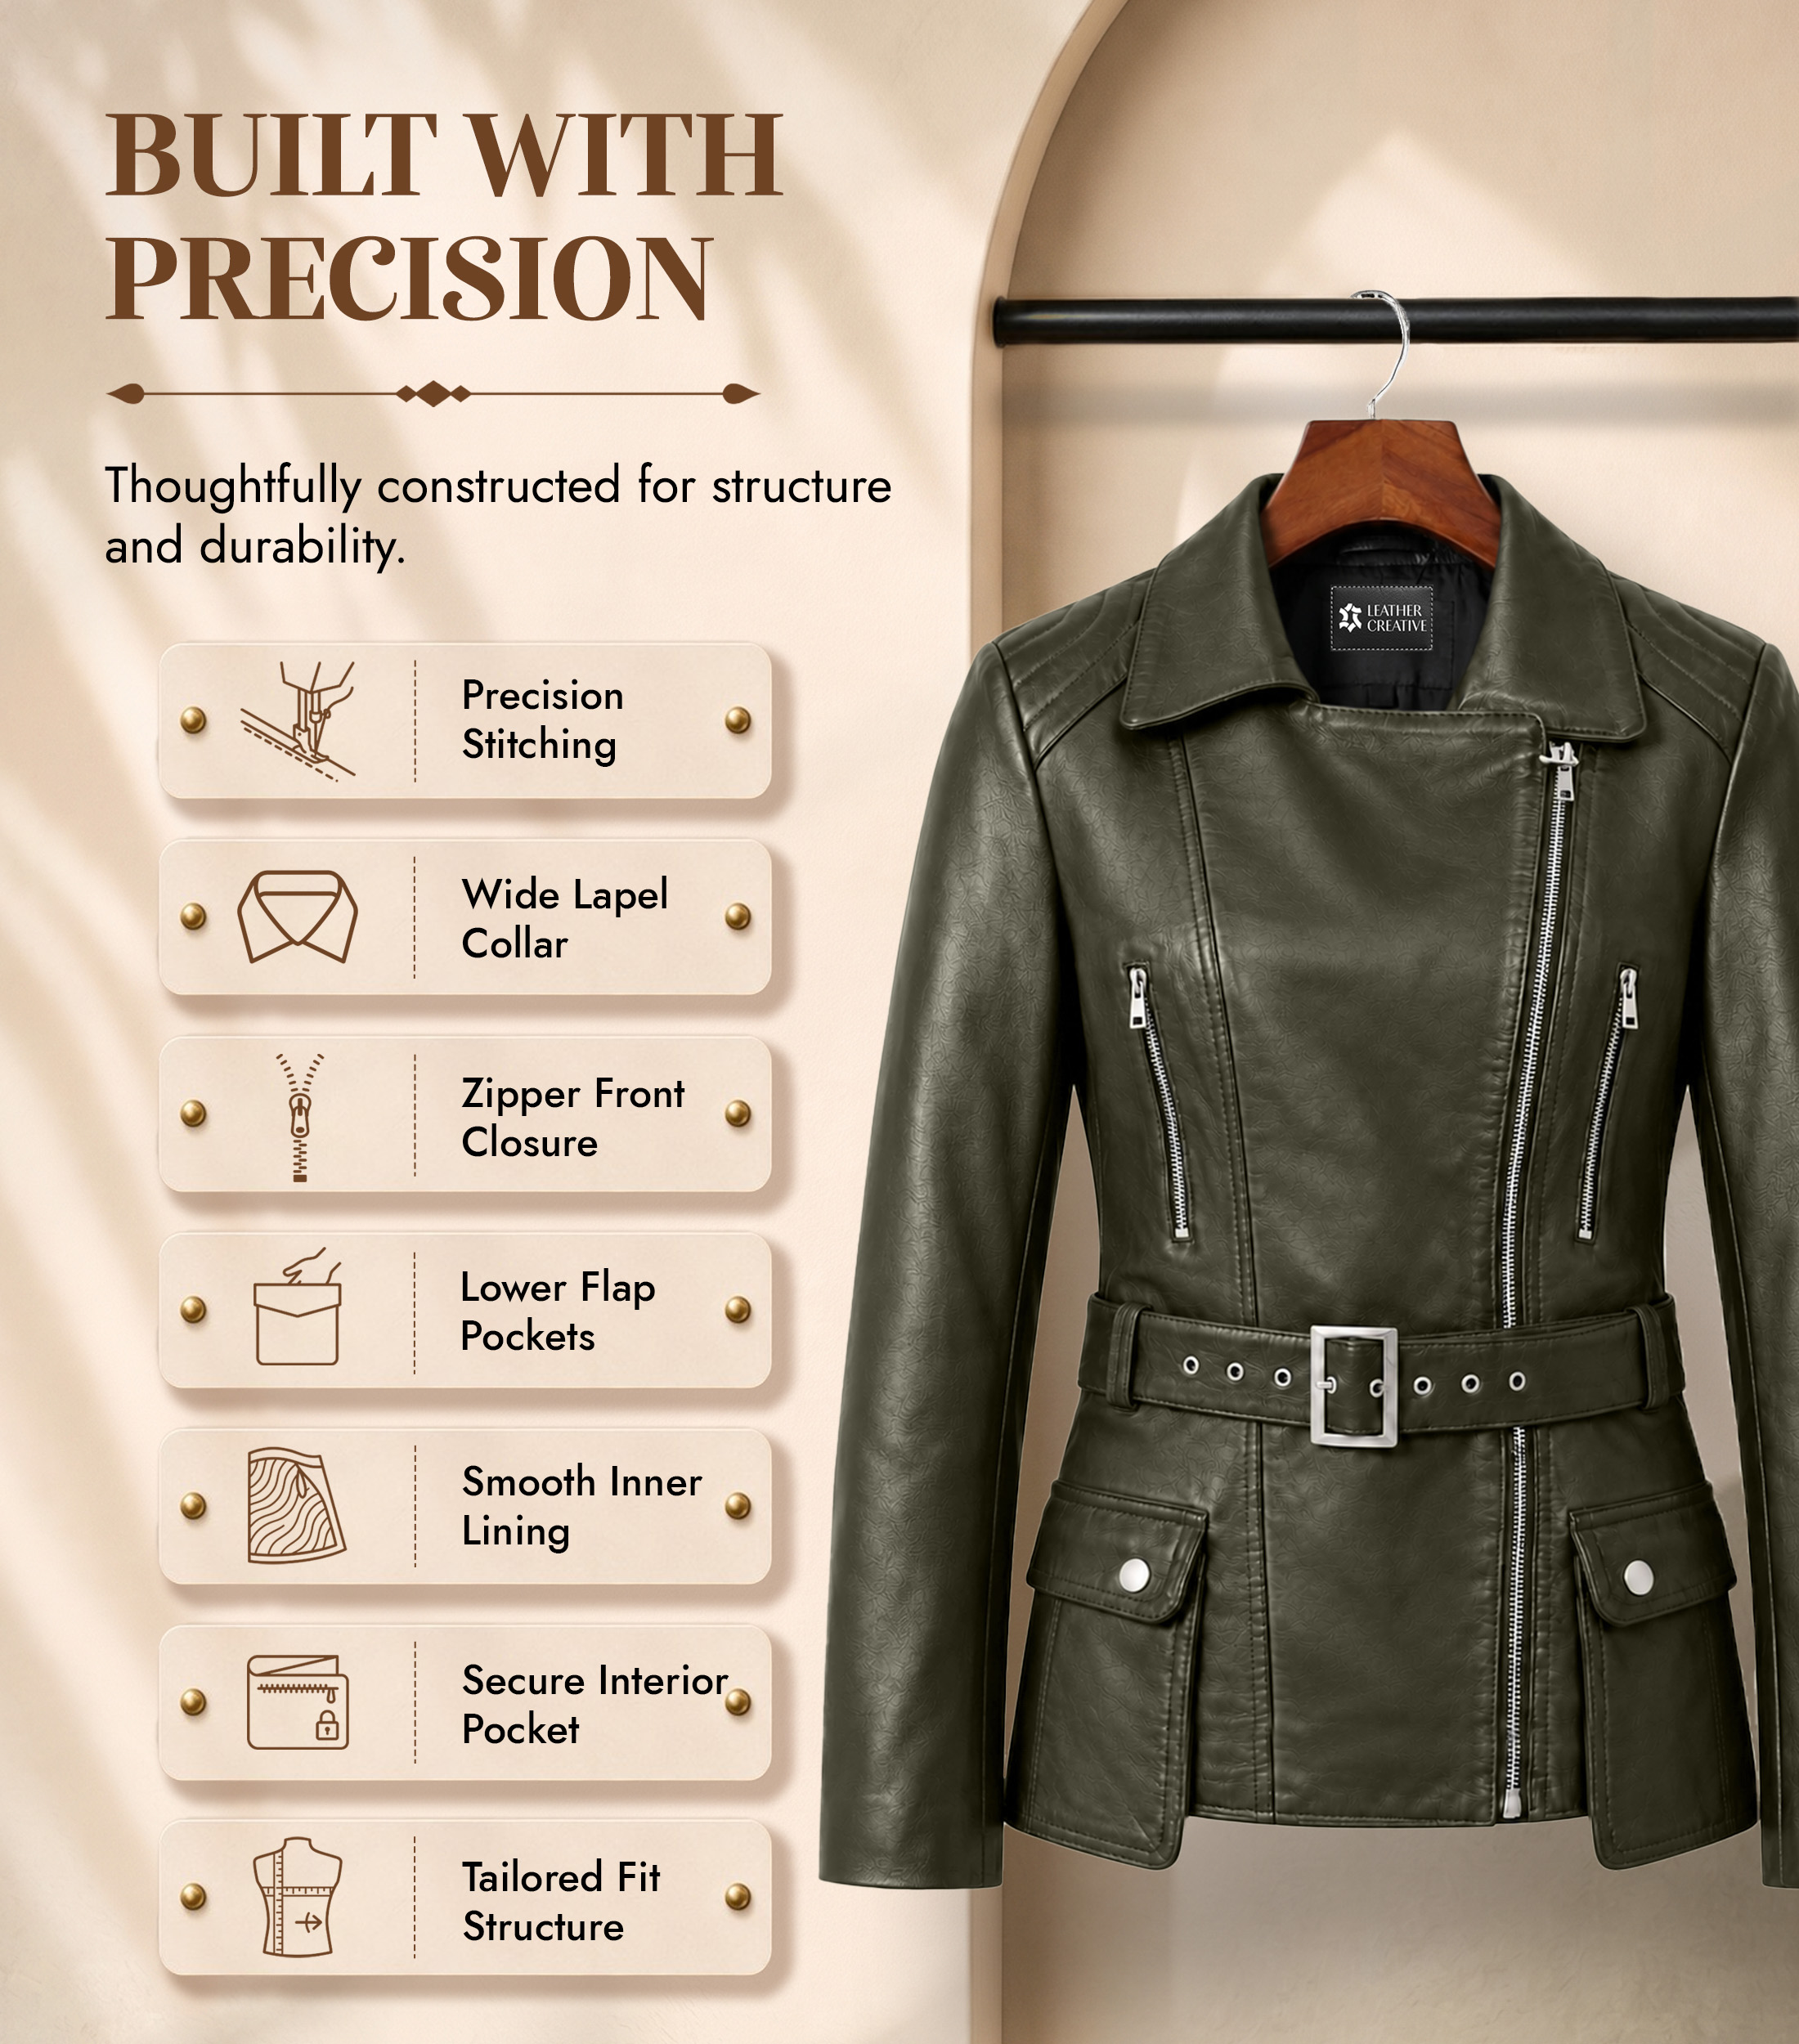 BUILT WITH
PRECISION
Thoughtfully constructed for structure
and durability.
Precision
Stitching
Wide Lapel
Collar
Zipper Front
Closure
Lower Flap
Pockets
Smooth Inner
Lining
Secure Interior
Pocket
Tailored Fit
Structure
LEATHER
CREATIVE